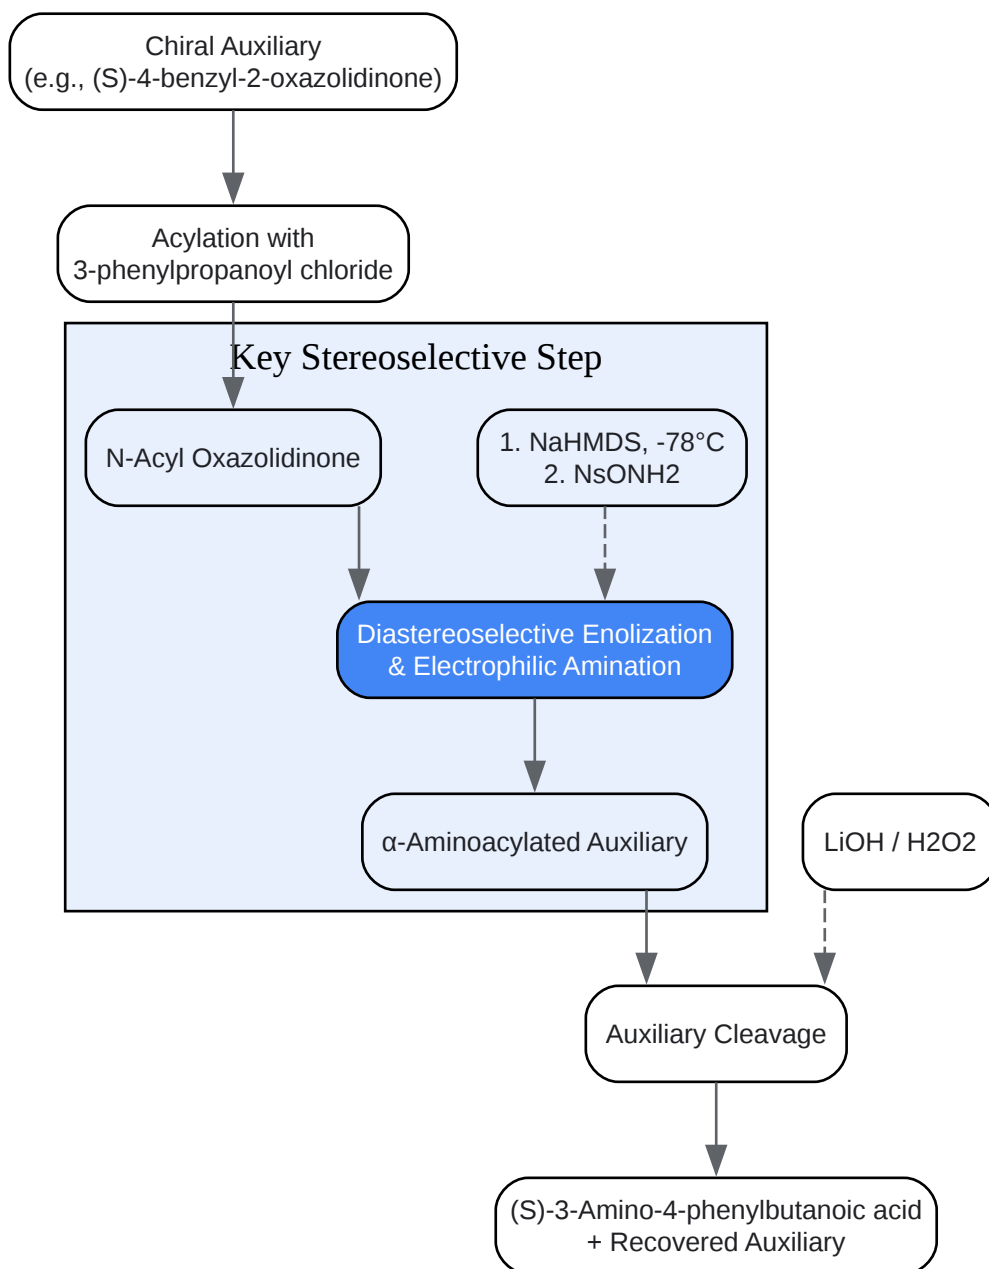 Chiral Auxiliary
(e.g., (S)-4-benzyl-2-oxazolidinone)
Acylation with
3-phenylpropanoyl chloride
Key Stereoselective Step
N-Acyl Oxazolidinone
1. NaHMDS, -78°C
2. NsONH2
Diastereoselective Enolization
& Electrophilic Amination
α-Aminoacylated Auxiliary
LiOH / H2O2
Auxiliary Cleavage
(S)-3-Amino-4-phenylbutanoic acid
+ Recovered Auxiliary